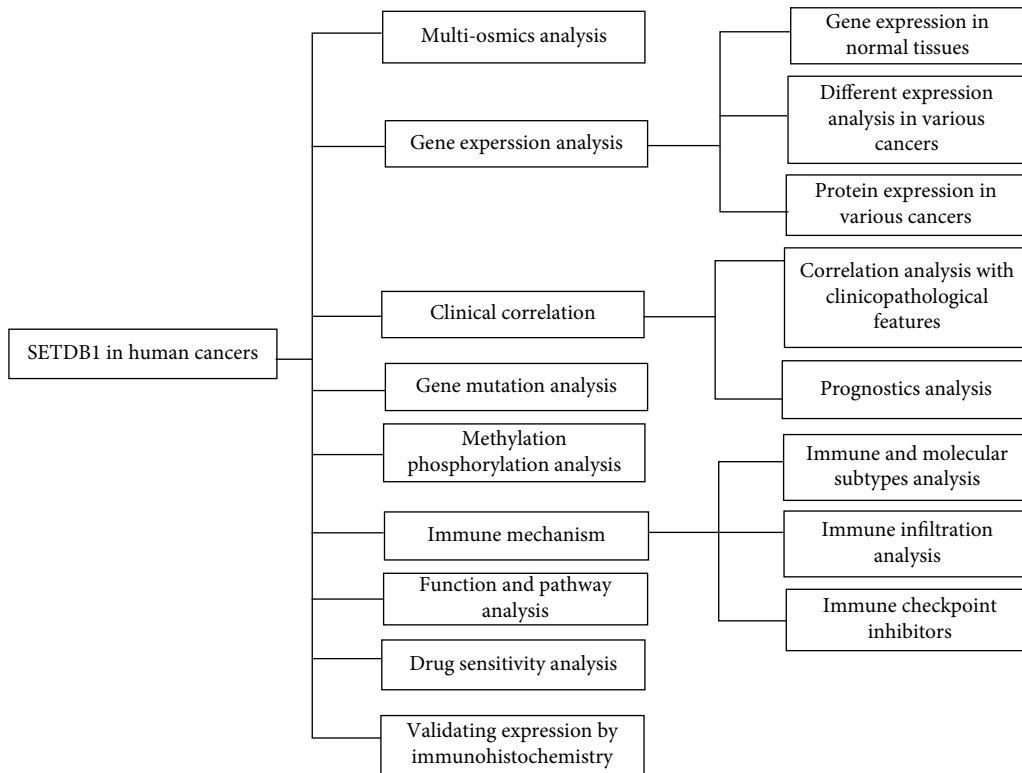 SETDB1 in human cancers
Multi-osmics analysis
Gene experssion analysis
Gene expression in
normal tissues
Different expression
analysis in various
cancers
Protein expression in
various cancers
Clinical correlation
Correlation analysis with
clinicopathological
features
Prognostics analysis
Gene mutation analysis
Methylation
phosphorylation analysis
Immune mechanism
Immune and molecular
subtypes analysis
Immune infiltration
analysis
Immune checkpoint
inhibitors
Function and pathway
analysis
Drug sensitivity analysis
Validating expression by
immunohistochemistry